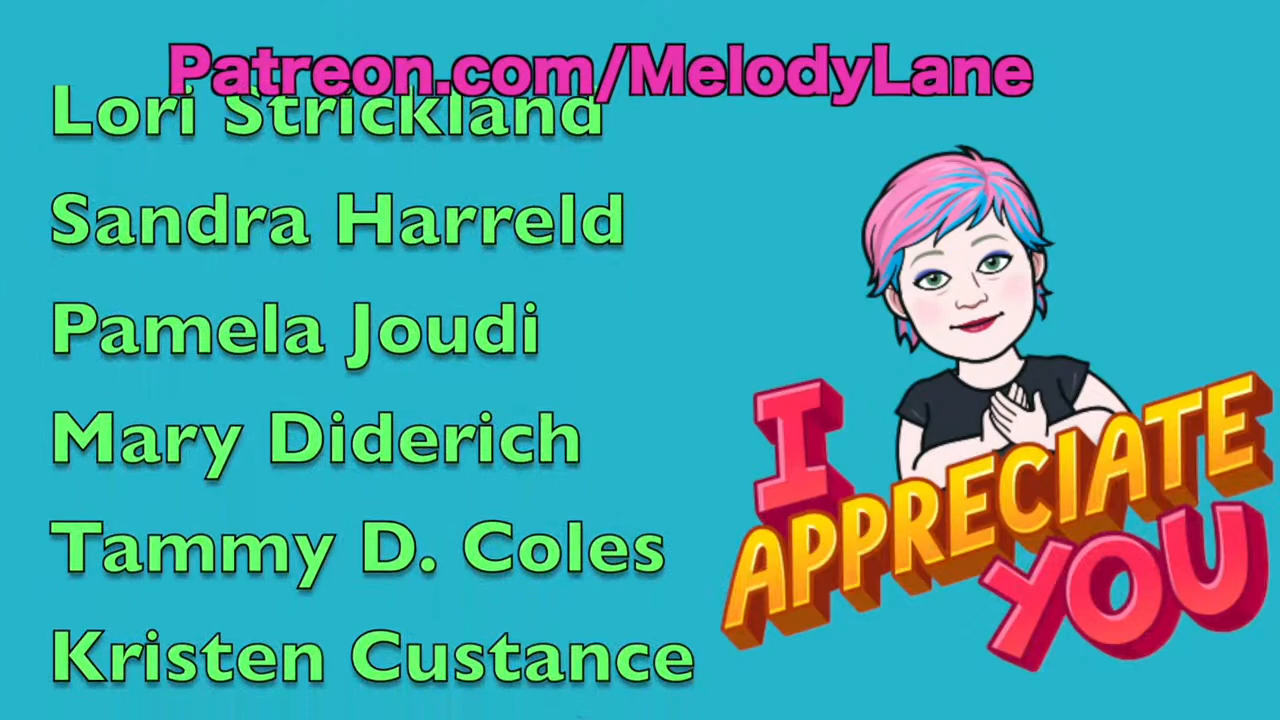 Patreon.com/MelodyLane
Lori Strickland
Sandra Harreld
Pamela Joudi
Mary Diderich
Tammy D. Coles
Kristen Custance
I
APPRECIATE
YOU